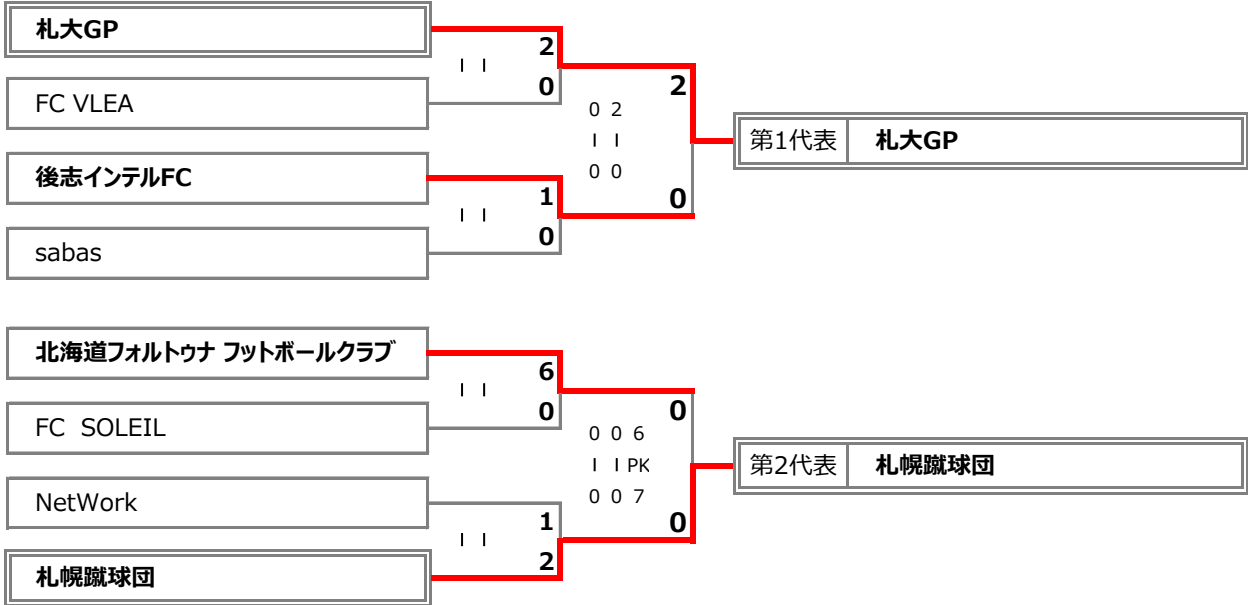 札大GP
2
I I
0
FC VLEA
2
0 2
I I
0 0
第1代表 札大GP
後志インテルFC
1
0
I I
0
sabas
北海道フォルトゥナ フットボールクラブ
6
I I
0
FC SOLEIL
0
0 0 6
I I PK
0 0 7
第2代表 札幌蹴球団
NetWork
1
0
I I
2
札幌蹴球団